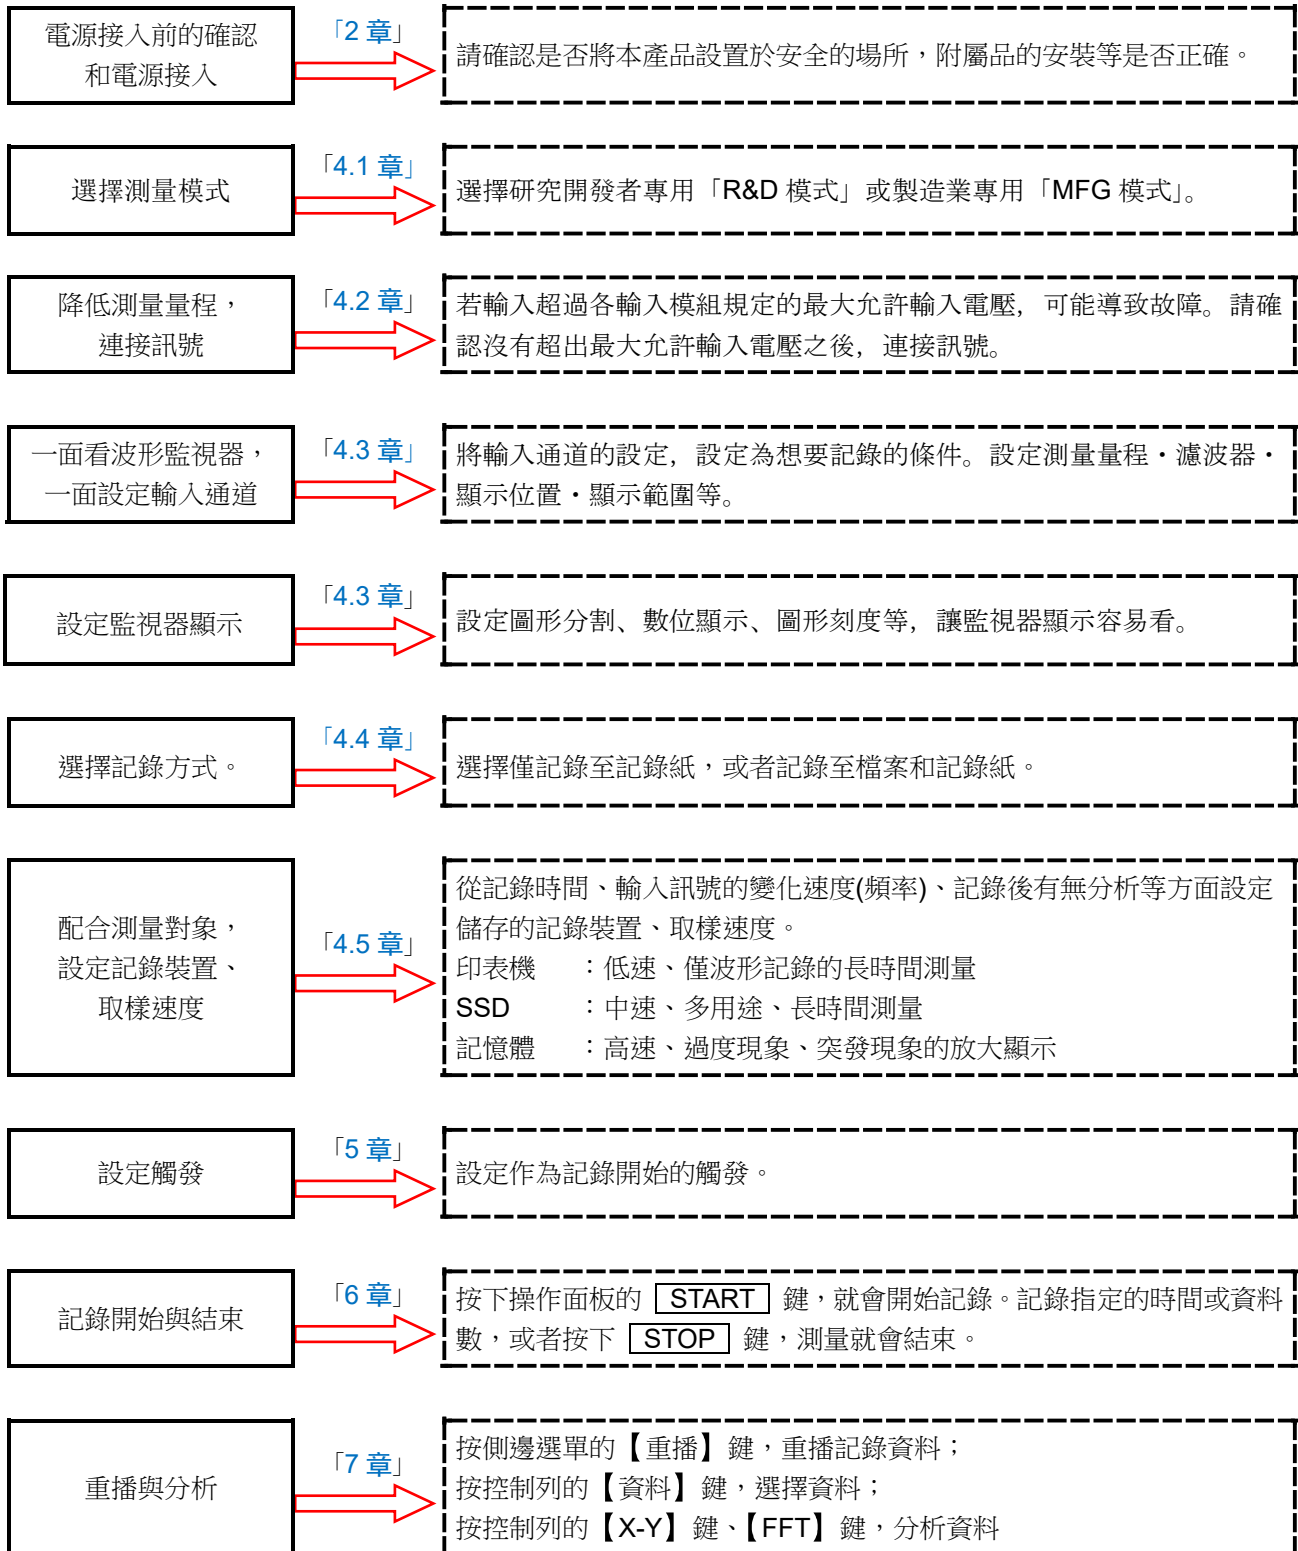 電源接入前的確認
和電源接入
「2 章」
請確認是否將本產品設置於安全的場所，附屬品的安裝等是否正確。
選擇測量模式
「4.1 章」
選擇研究開發者專用「R&D 模式」或製造業專用「MFG 模式」。
降低測量量程，
連接訊號
「4.2 章」
若輸入超過各輸入模組規定的最大允許輸入電壓，可能導致故障。請確
認沒有超出最大允許輸入電壓之後，連接訊號。
一面看波形監視器，
一面設定輸入通道
「4.3 章」
將輸入通道的設定，設定為想要記錄的條件。設定測量量程・濾波器・
顯示位置・顯示範圍等。
設定監視器顯示
「4.3 章」
設定圖形分割、數位顯示、圖形刻度等，讓監視器顯示容易看。
選擇記錄方式。
「4.4 章」
選擇僅記錄至記錄紙，或者記錄至檔案和記錄紙。
配合測量對象，
設定記錄裝置、
取樣速度
「4.5 章」
從記錄時間、輸入訊號的變化速度(頻率)、記錄後有無分析等方面設定
儲存的記錄裝置、取樣速度。
印表機　：低速、僅波形記錄的長時間測量
SSD　：中速、多用途、長時間測量
記憶體　：高速、過度現象、突發現象的放大顯示
設定觸發
「5 章」
設定作為記錄開始的觸發。
記錄開始與結束
「6 章」
按下操作面板的 START 鍵，就會開始記錄。記錄指定的時間或資料
數，或者按下 STOP 鍵，測量就會結束。
重播與分析
「7 章」
按側邊選單的【重播】鍵，重播記錄資料；
按控制列的【資料】鍵，選擇資料；
按控制列的【X-Y】鍵、【FFT】鍵，分析資料